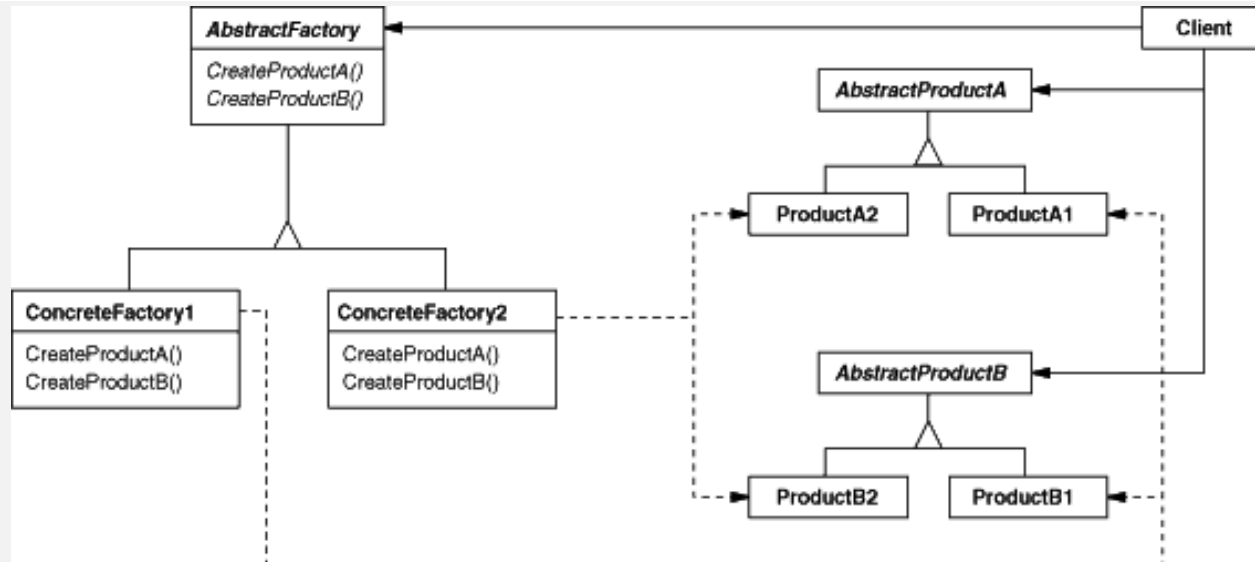 AbstractFactory
CreateProductA()
CreateProductB()
Client
AbstractProductA
ProductA2
ProductA1
ConcreteFactory1
CreateProductA()
CreateProductB()
ConcreteFactory2
CreateProductA()
CreateProductB()
AbstractProductB
ProductB2
ProductB1